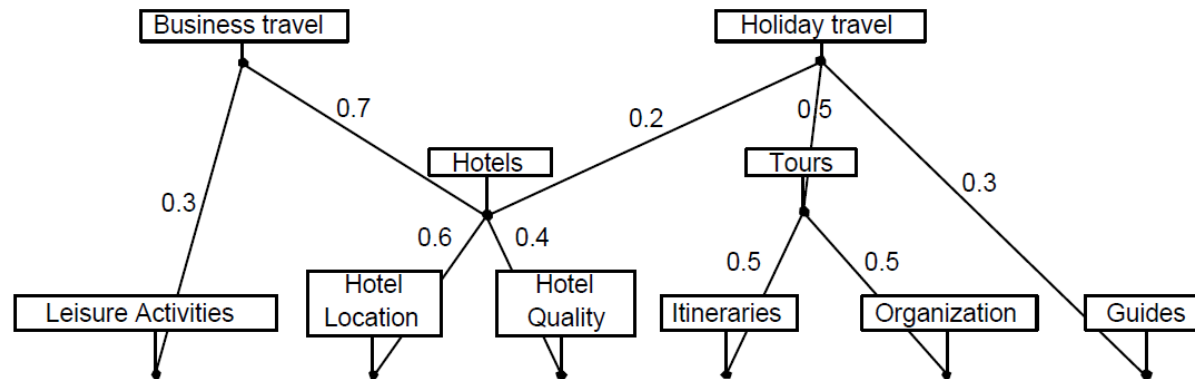 Business travel
Holiday travel
0.7
0.2
0.5
Hotels
Tours
0.3
0.3
0.6
0.4
0.5
0.5
Hotel
Location
Hotel
Quality
Leisure Activities
Itineraries
Organization
Guides